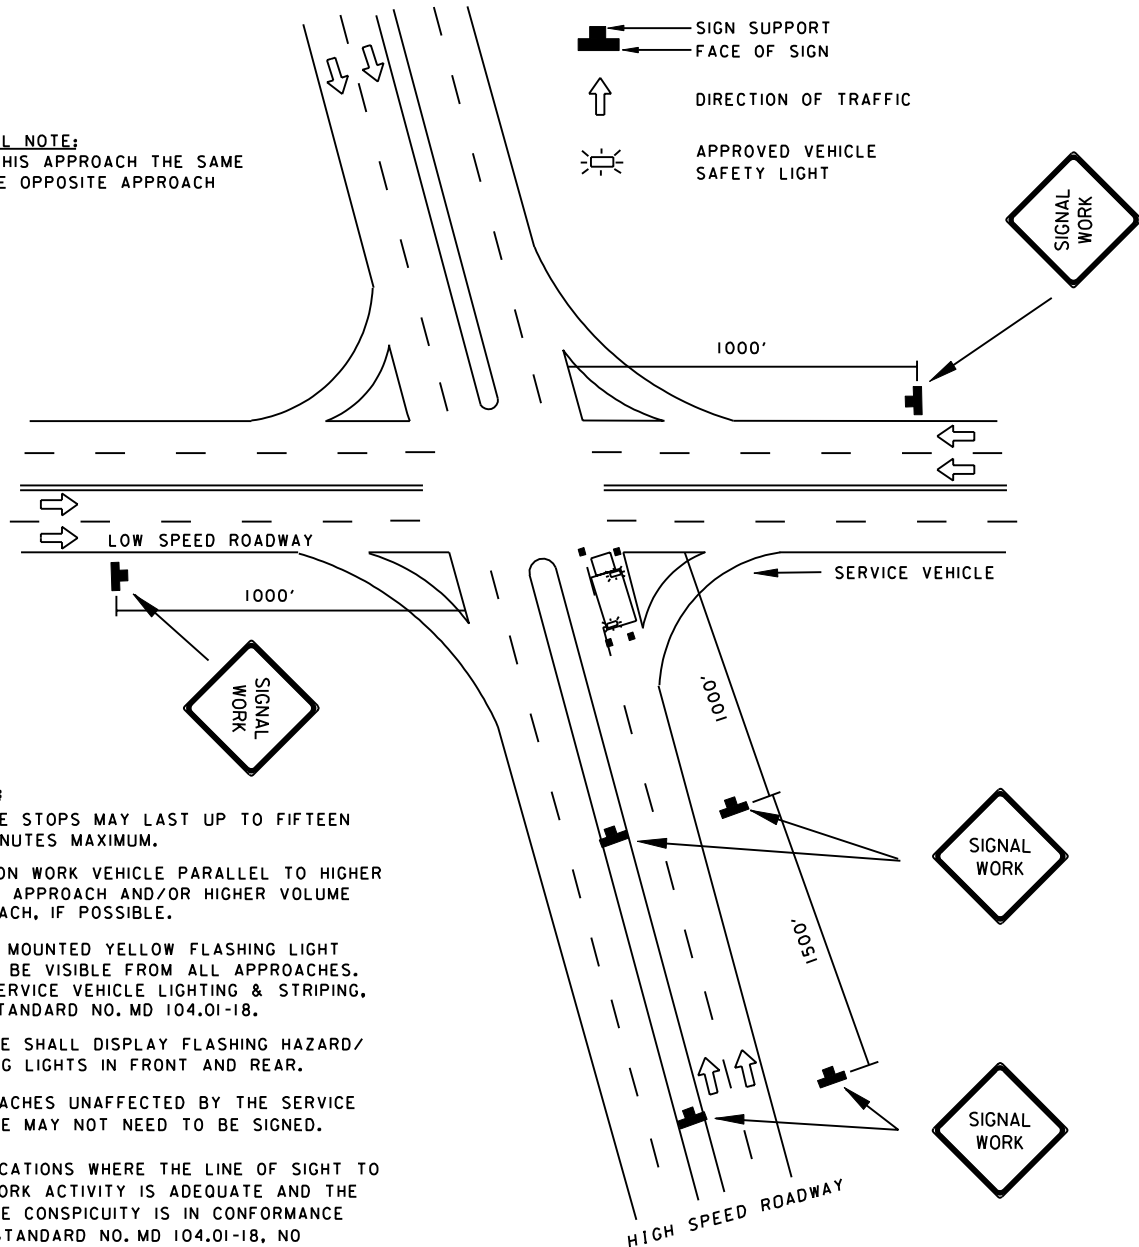 SIGN SUPPORT
FACE OF SIGN
DIRECTION OF TRAFFIC
APPROVED VEHICLE
SAFETY LIGHT
L NOTE:
HIS APPROACH THE SAME
E OPPOSITE APPROACH
SIGNAL
WORK
1000'
LOW SPEED ROADWAY
SERVICE VEHICLE
1000'
SIGNAL
WORK
1000'
SIGNAL
WORK
1500'
SIGNAL
WORK
HIGH SPEED ROADWAY
:
E STOPS MAY LAST UP TO FIFTEEN
NUTES MAXIMUM.
ON WORK VEHICLE PARALLEL TO HIGHER
APPROACH AND/OR HIGHER VOLUME
ACH, IF POSSIBLE.
MOUNTED YELLOW FLASHING LIGHT
BE VISIBLE FROM ALL APPROACHES.
ERVICE VEHICLE LIGHTING & STRIPING,
TANDARD NO. MD 104.01-18.
E SHALL DISPLAY FLASHING HAZARD/
G LIGHTS IN FRONT AND REAR.
ACHES UNAFFECTED BY THE SERVICE
E MAY NOT NEED TO BE SIGNED.
CATIONS WHERE THE LINE OF SIGHT TO
ORK ACTIVITY IS ADEQUATE AND THE
E CONSPICUITY IS IN CONFORMANCE
STANDARD NO. MD 104.01-18, NO